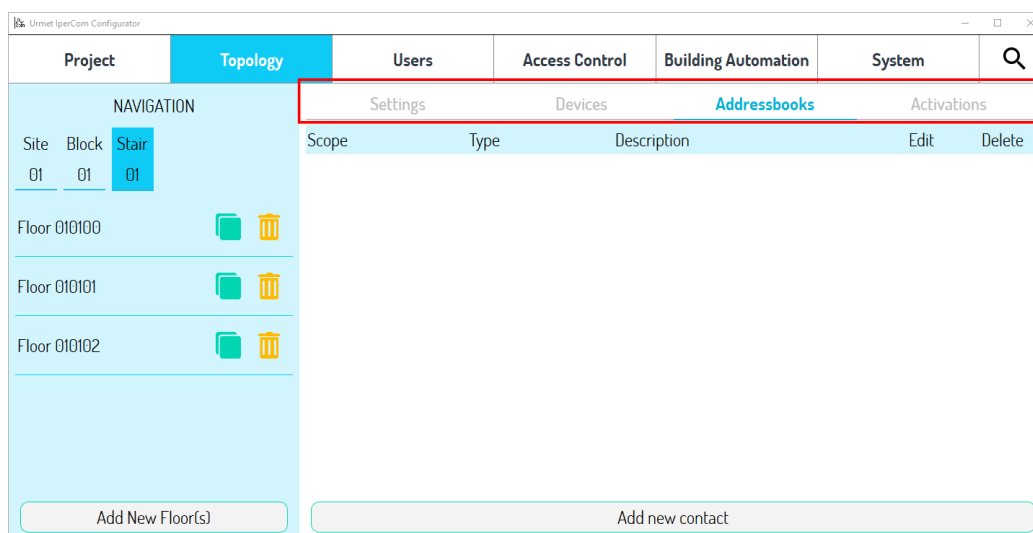 Urmet IperCom Configurator
Project Topology Users Access Control Building Automation System
NAVIGATION
Settings Devices Addressbooks Activations
Site Block Stair
01 01 01
Scope Type Description Edit Delete
Floor 010100
Floor 010101
Floor 010102
Add New Floor(s)
Add new contact